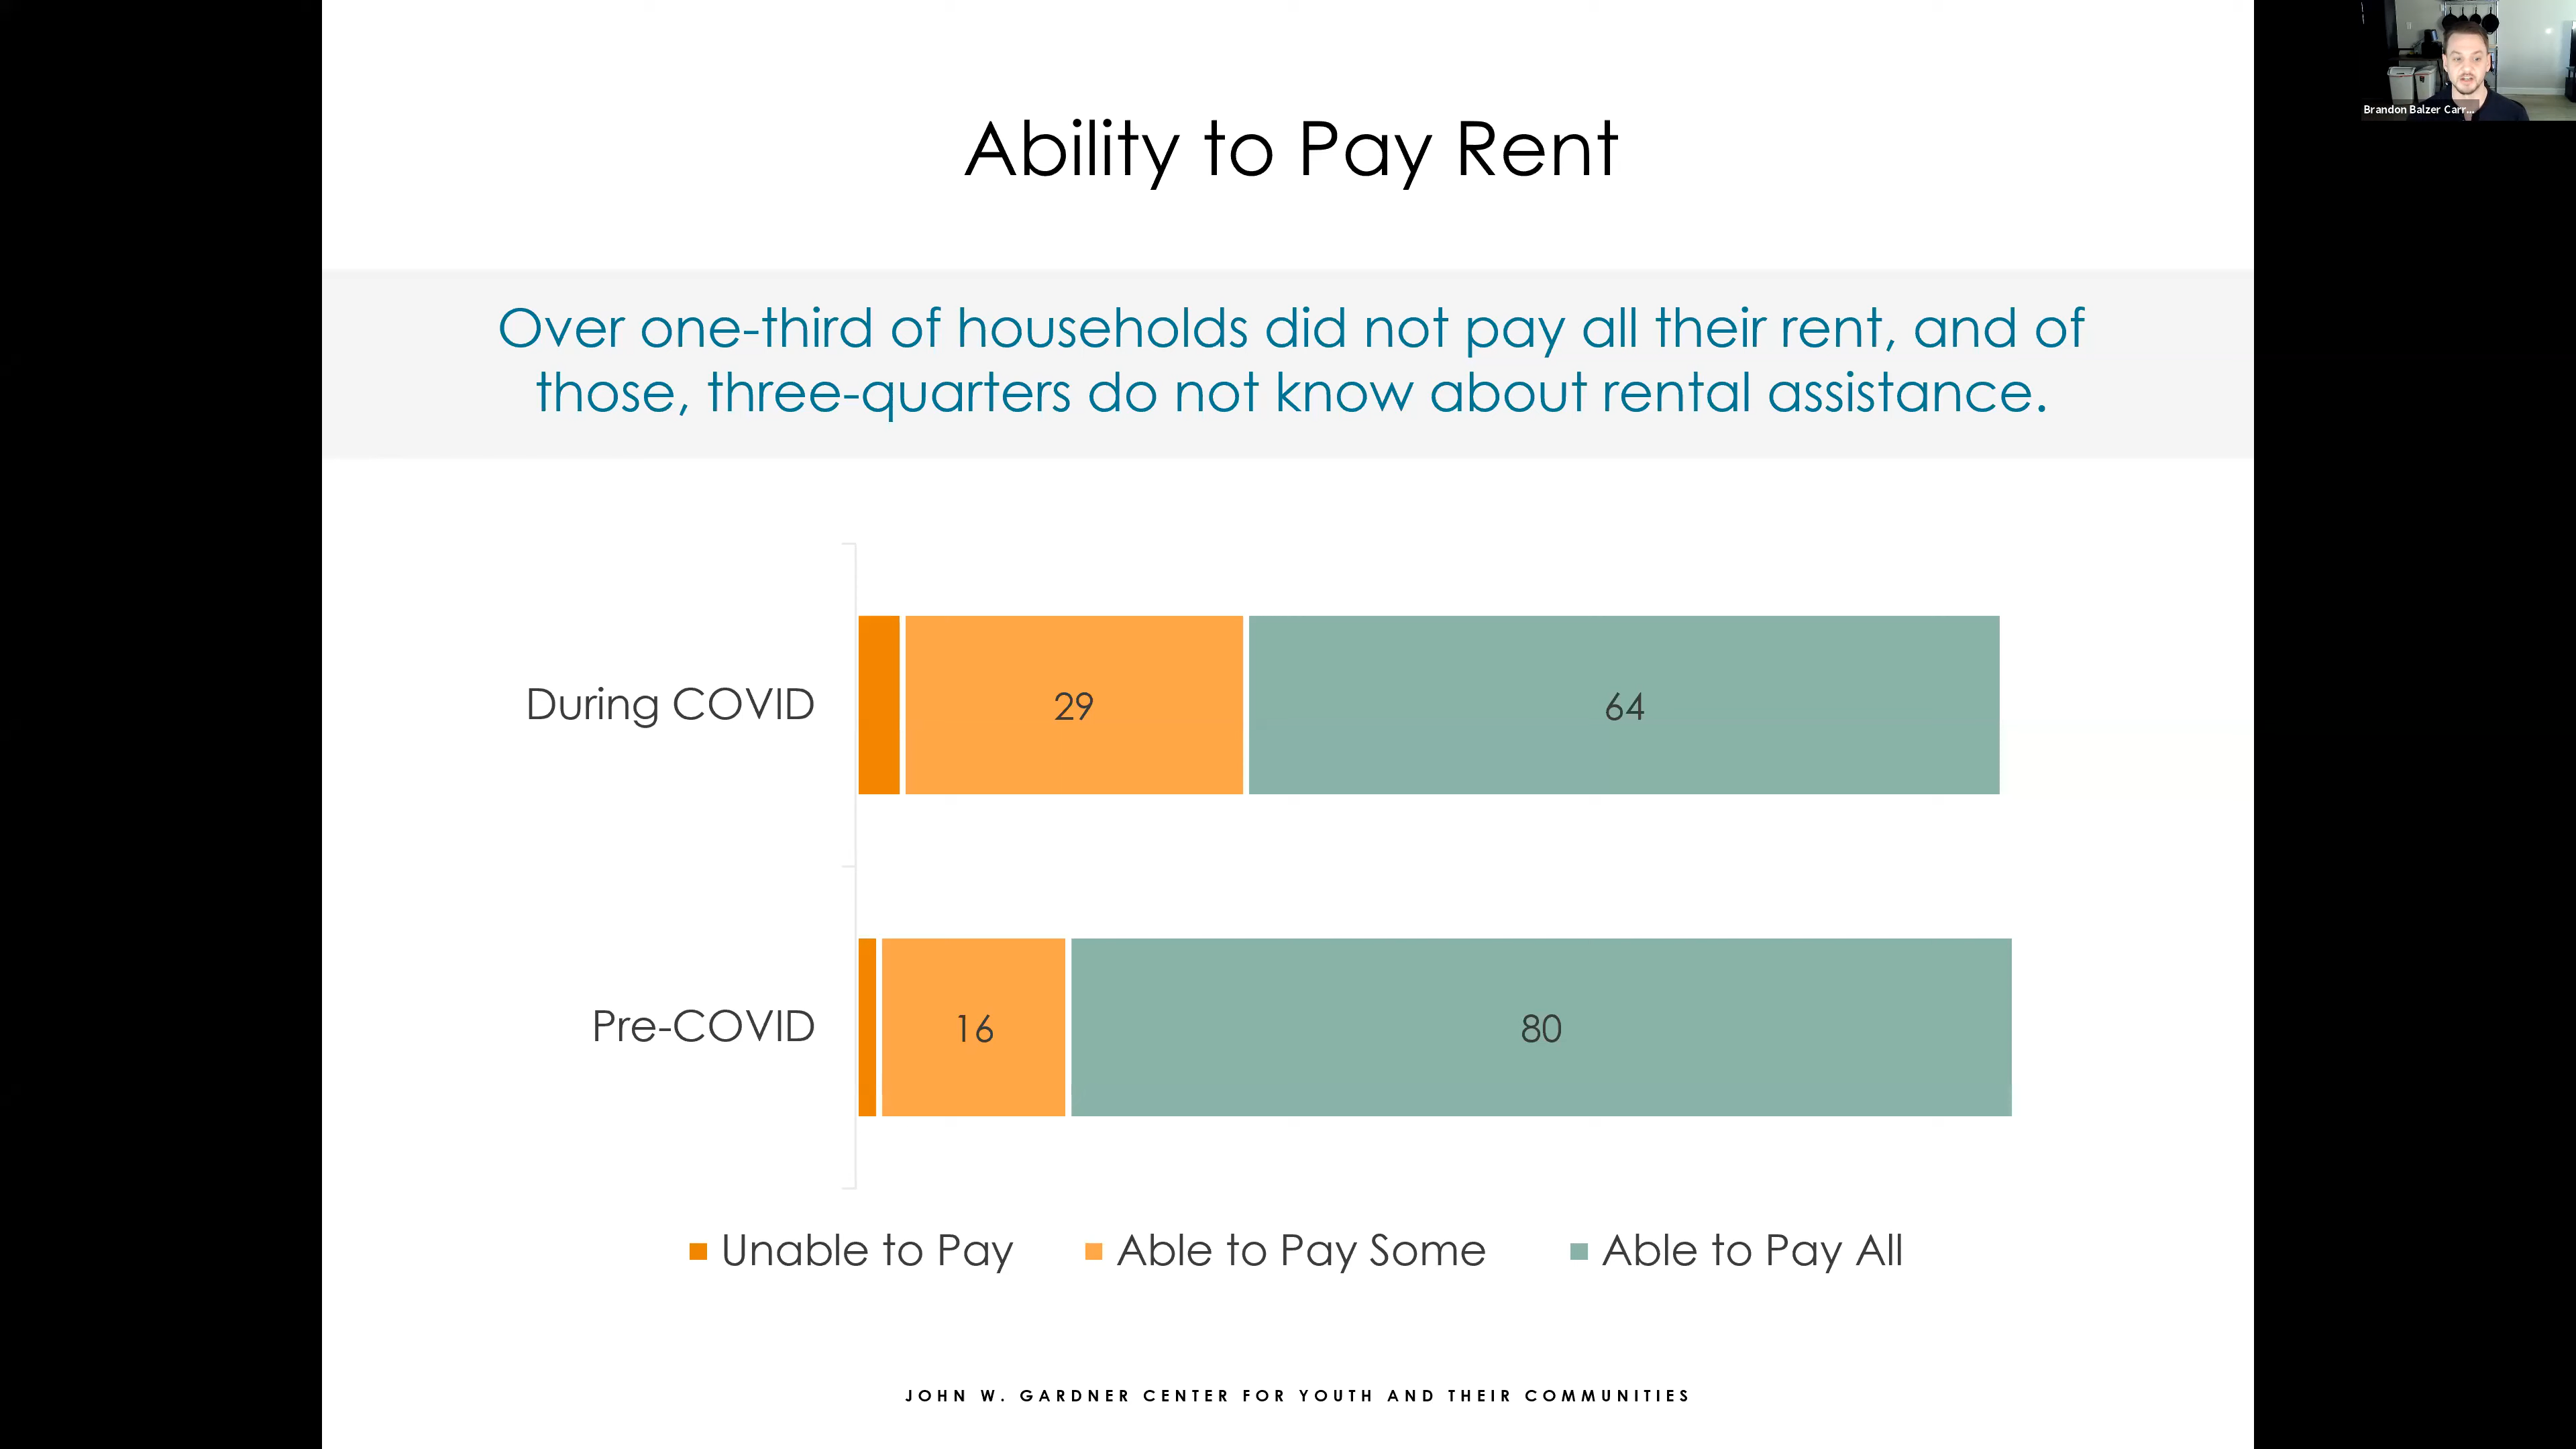 Ability to Pay Rent
Brandon Balzer Carr...
Over one-third of households did not pay all their rent, and of
those, three-quarters do not know about rental assistance.
During COVID
29
64
Pre-COVID
16
80
Unable to Pay
Able to Pay Some
Able to Pay All
JOHN W. GARDNER CENTER FOR YOUTH AND THEIR COMMUNITIES